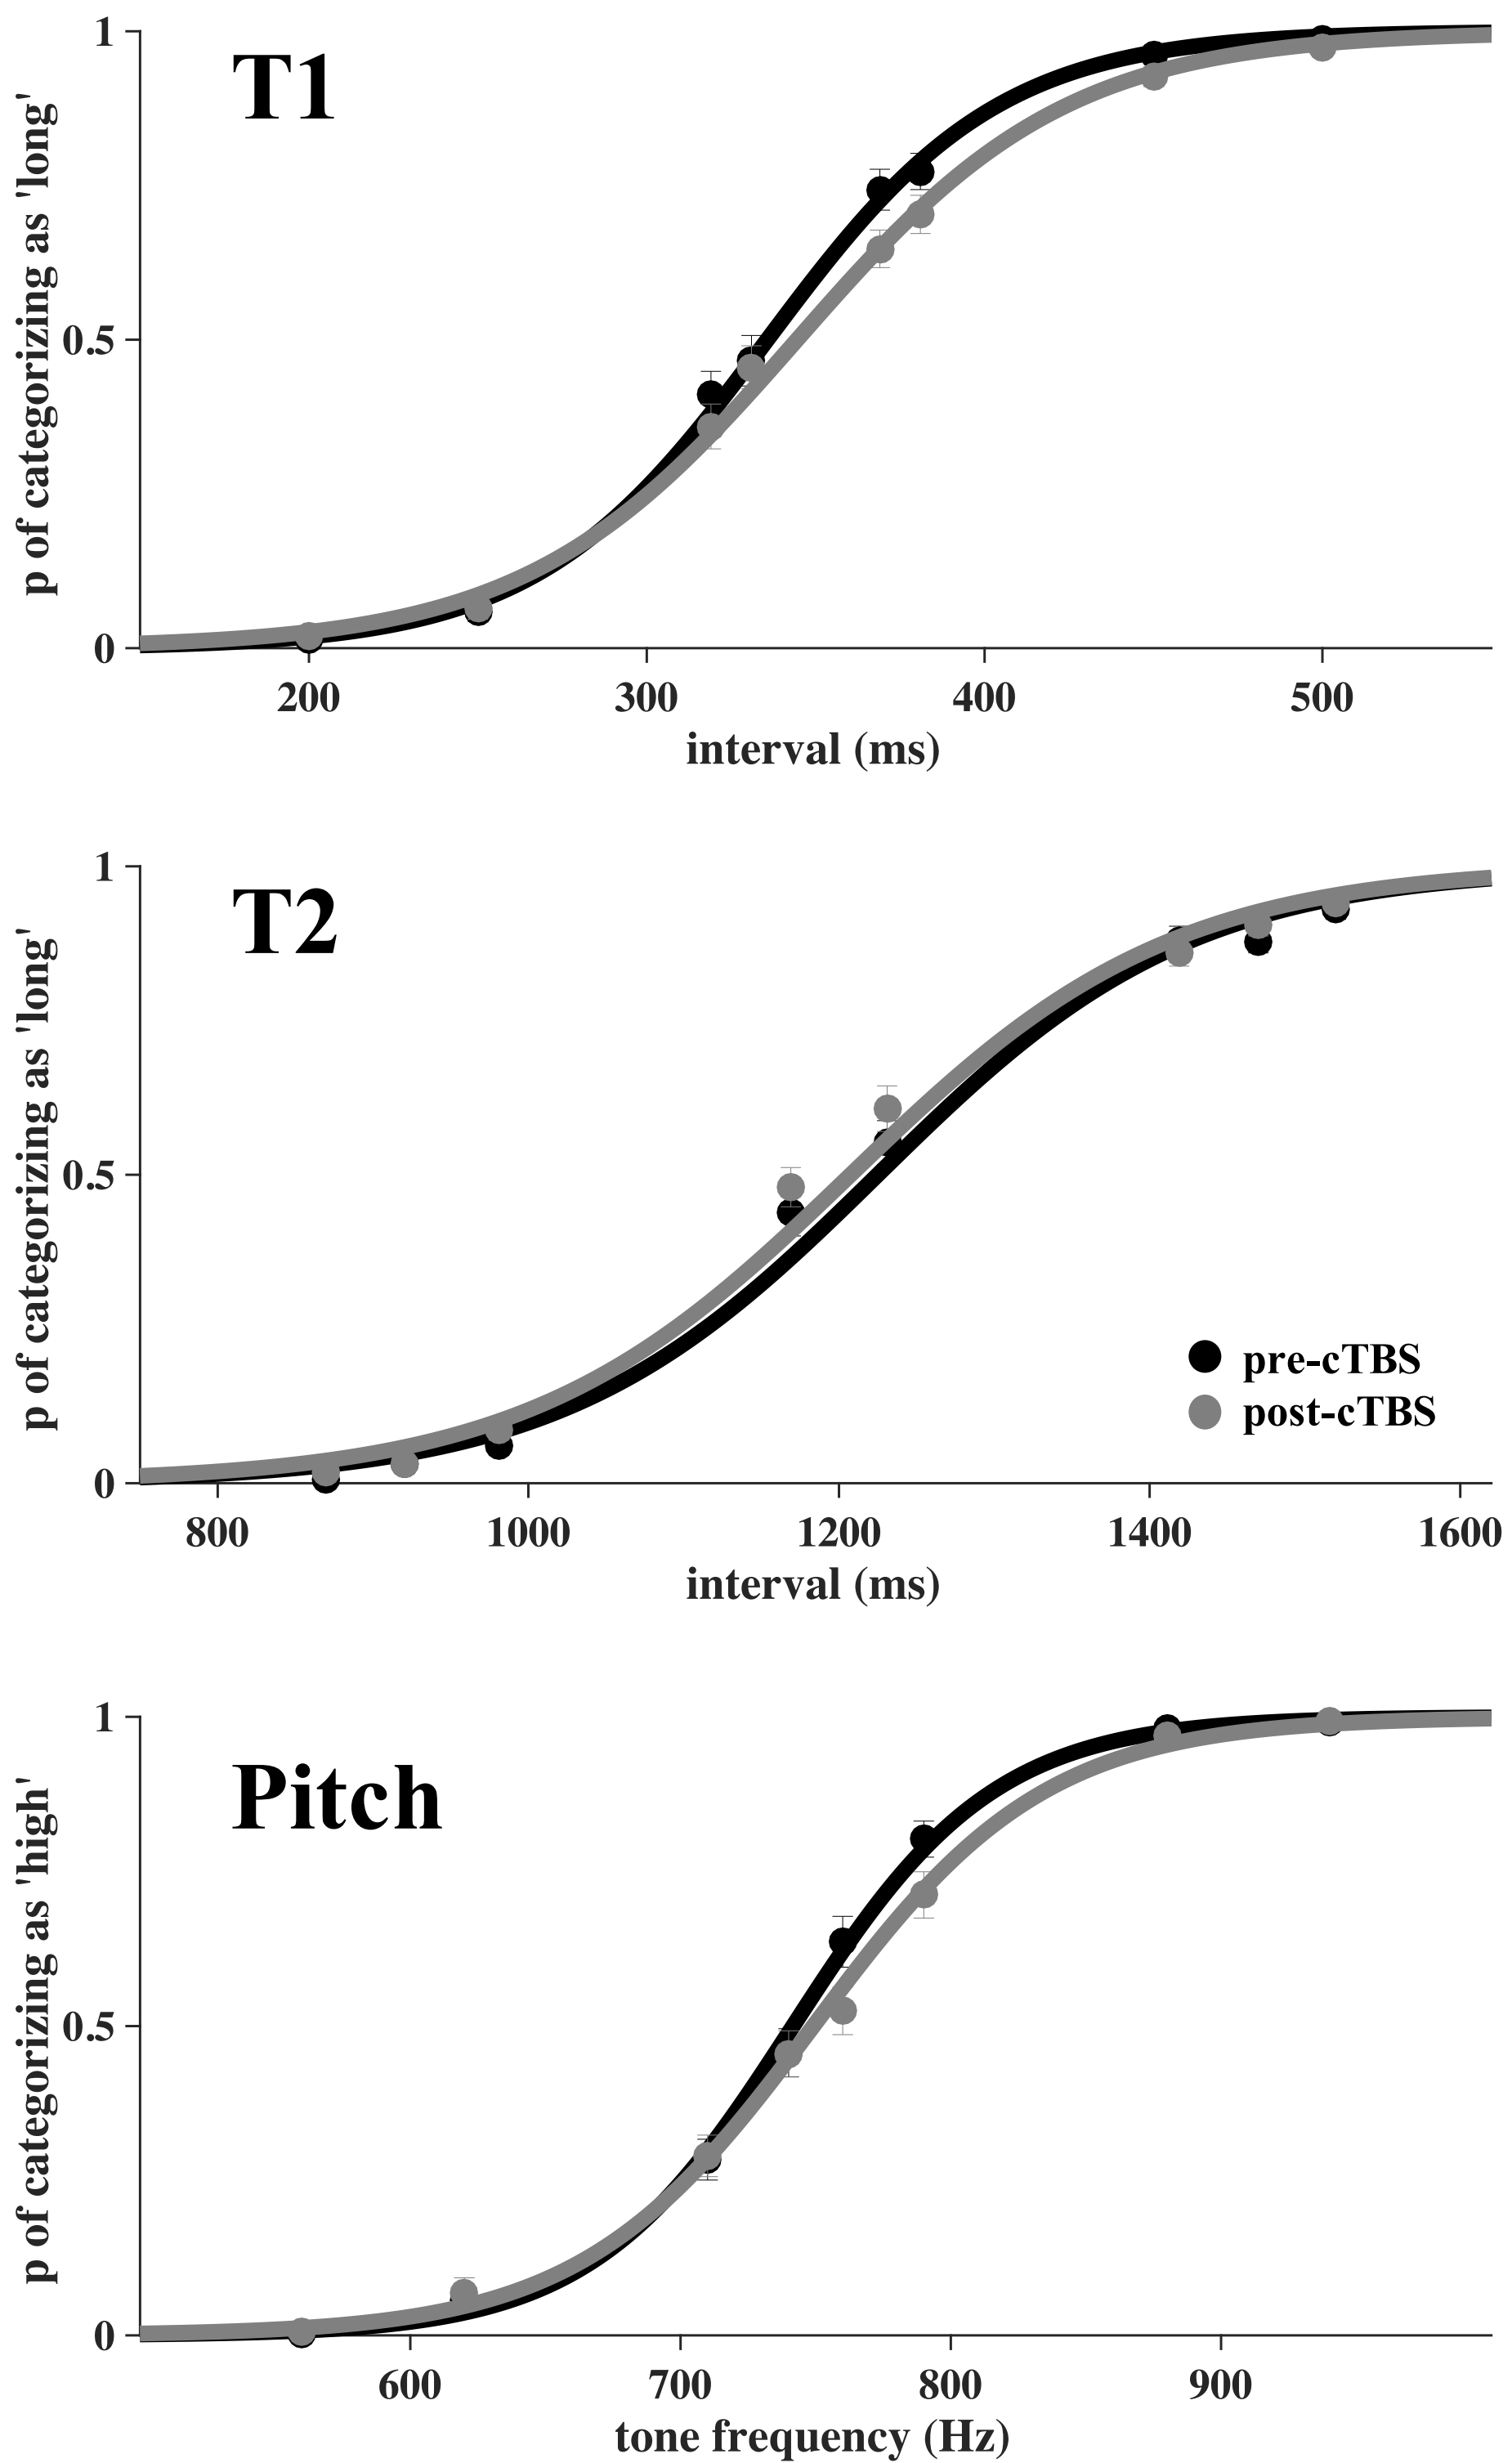 T1
p of categorizing as 'long'
1
0.5
0
200 300 400 500
interval (ms)
T2
p of categorizing as 'long'
1
0.5
0
pre-cTBS
post-cTBS
800 1000 1200 1400 1600
interval (ms)
Pitch
p of categorizing as 'high'
1
0.5
0
600 700 800 900
tone frequency (Hz)